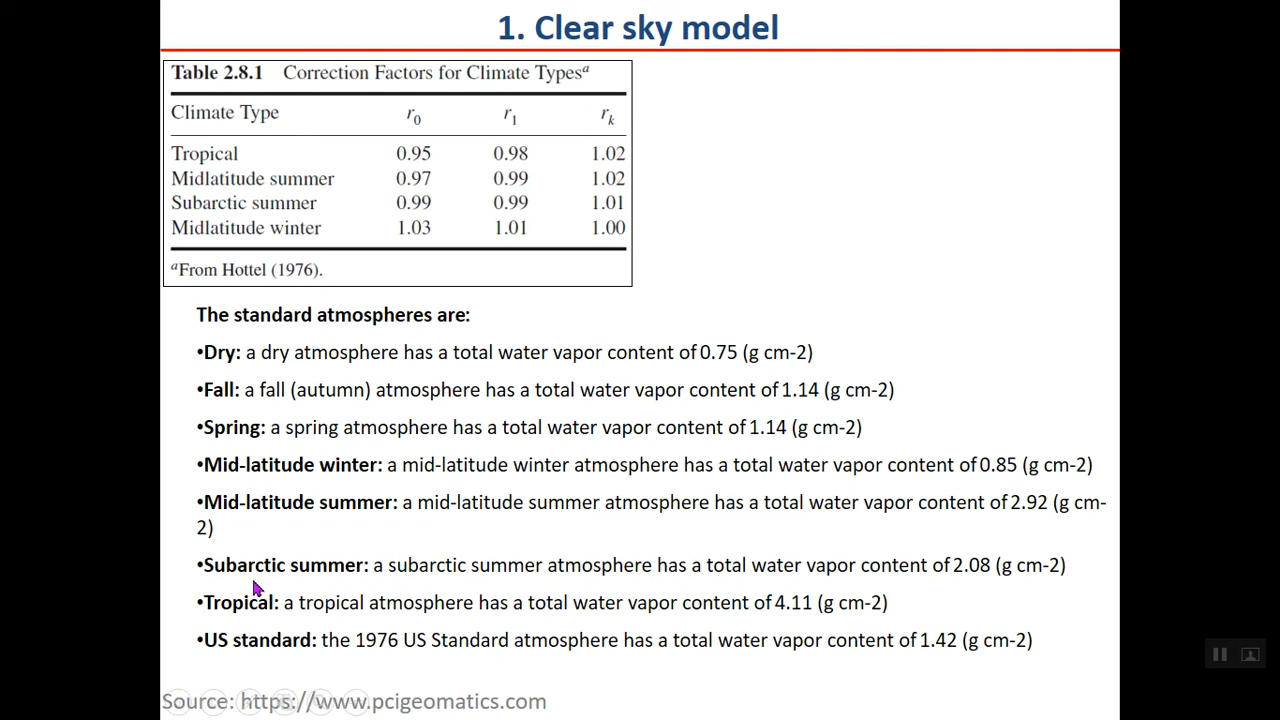 1. Clear sky model
Table 2.8.1 Correction Factors for Climate Typesa
Climate Type r0 r1 rk
Tropical 0.95 0.98 1.02
Midlatitude summer 0.97 0.99 1.02
Subarctic summer 0.99 0.99 1.01
Midlatitude winter 1.03 1.01 1.00
aFrom Hottel (1976).
The standard atmospheres are:
•Dry: a dry atmosphere has a total water vapor content of 0.75 (g cm-2)
•Fall: a fall (autumn) atmosphere has a total water vapor content of 1.14 (g cm-2)
•Spring: a spring atmosphere has a total water vapor content of 1.14 (g cm-2)
•Mid-latitude winter: a mid-latitude winter atmosphere has a total water vapor content of 0.85 (g cm-2)
•Mid-latitude summer: a mid-latitude summer atmosphere has a total water vapor content of 2.92 (g cm-
2)
•Subarctic summer: a subarctic summer atmosphere has a total water vapor content of 2.08 (g cm-2)
•Tropical: a tropical atmosphere has a total water vapor content of 4.11 (g cm-2)
•US standard: the 1976 US Standard atmosphere has a total water vapor content of 1.42 (g cm-2)
Source: https://www.pcigeomatics.com